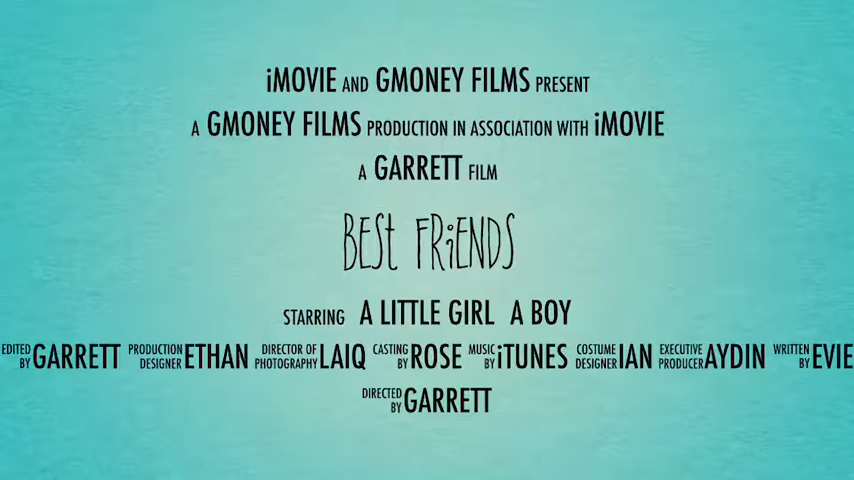 iMOVIE AND GMONEY FILMS PRESENT
A GMONEY FILMS PRODUCTION IN ASSOCIATION WITH iMOVIE
A GARRETT FILM
BESt FRiENDS
STARRING A LITTLE GIRL A BOY
EDITED BY GARRETT PRODUCTION DESIGNER ETHAN DIRECTOR OF PHOTOGRAPHY LAIQ CASTING BY ROSE MUSIC BY iTUNES COSTUME DESIGNER IAN EXECUTIVE PRODUCER AYDIN WRITTEN BY EVIE
DIRECTED BY GARRETT